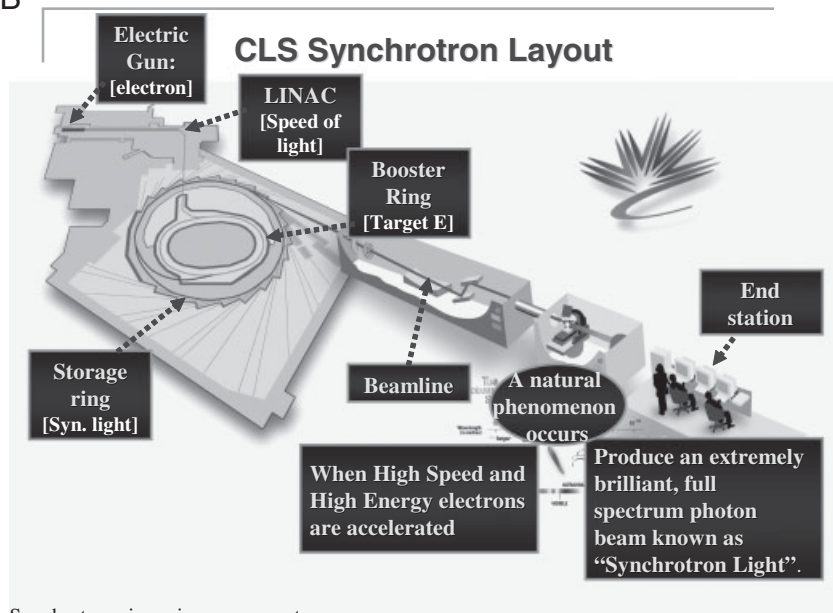 B
CLS Synchrotron Layout
Electric
Gun:
[electron]
LINAC
[Speed of
light]
Booster
Ring
[Target E]
End
station
Storage
ring
[Syn. light]
Beamline
A natural
phenomenon
occurs
When High Speed and
High Energy electrons
are accelerated
Produce an extremely
brilliant, full
spectrum photon
beam known as
“Synchrotron Light”.